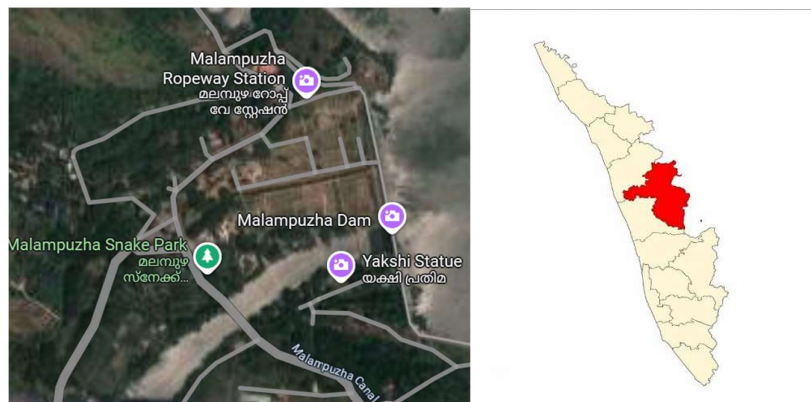 Malampuzha
Ropeway Station
മലമ്പുഴ റോപ്പ്
വേ സ്റ്റേഷൻ
Malampuzha Dam
Malampuzha Snake Park
മലമ്പുഴ
സ്നേക്ക്...
Yakshi Statue
യക്ഷി പ്രതിമ
Malampuzha Canal